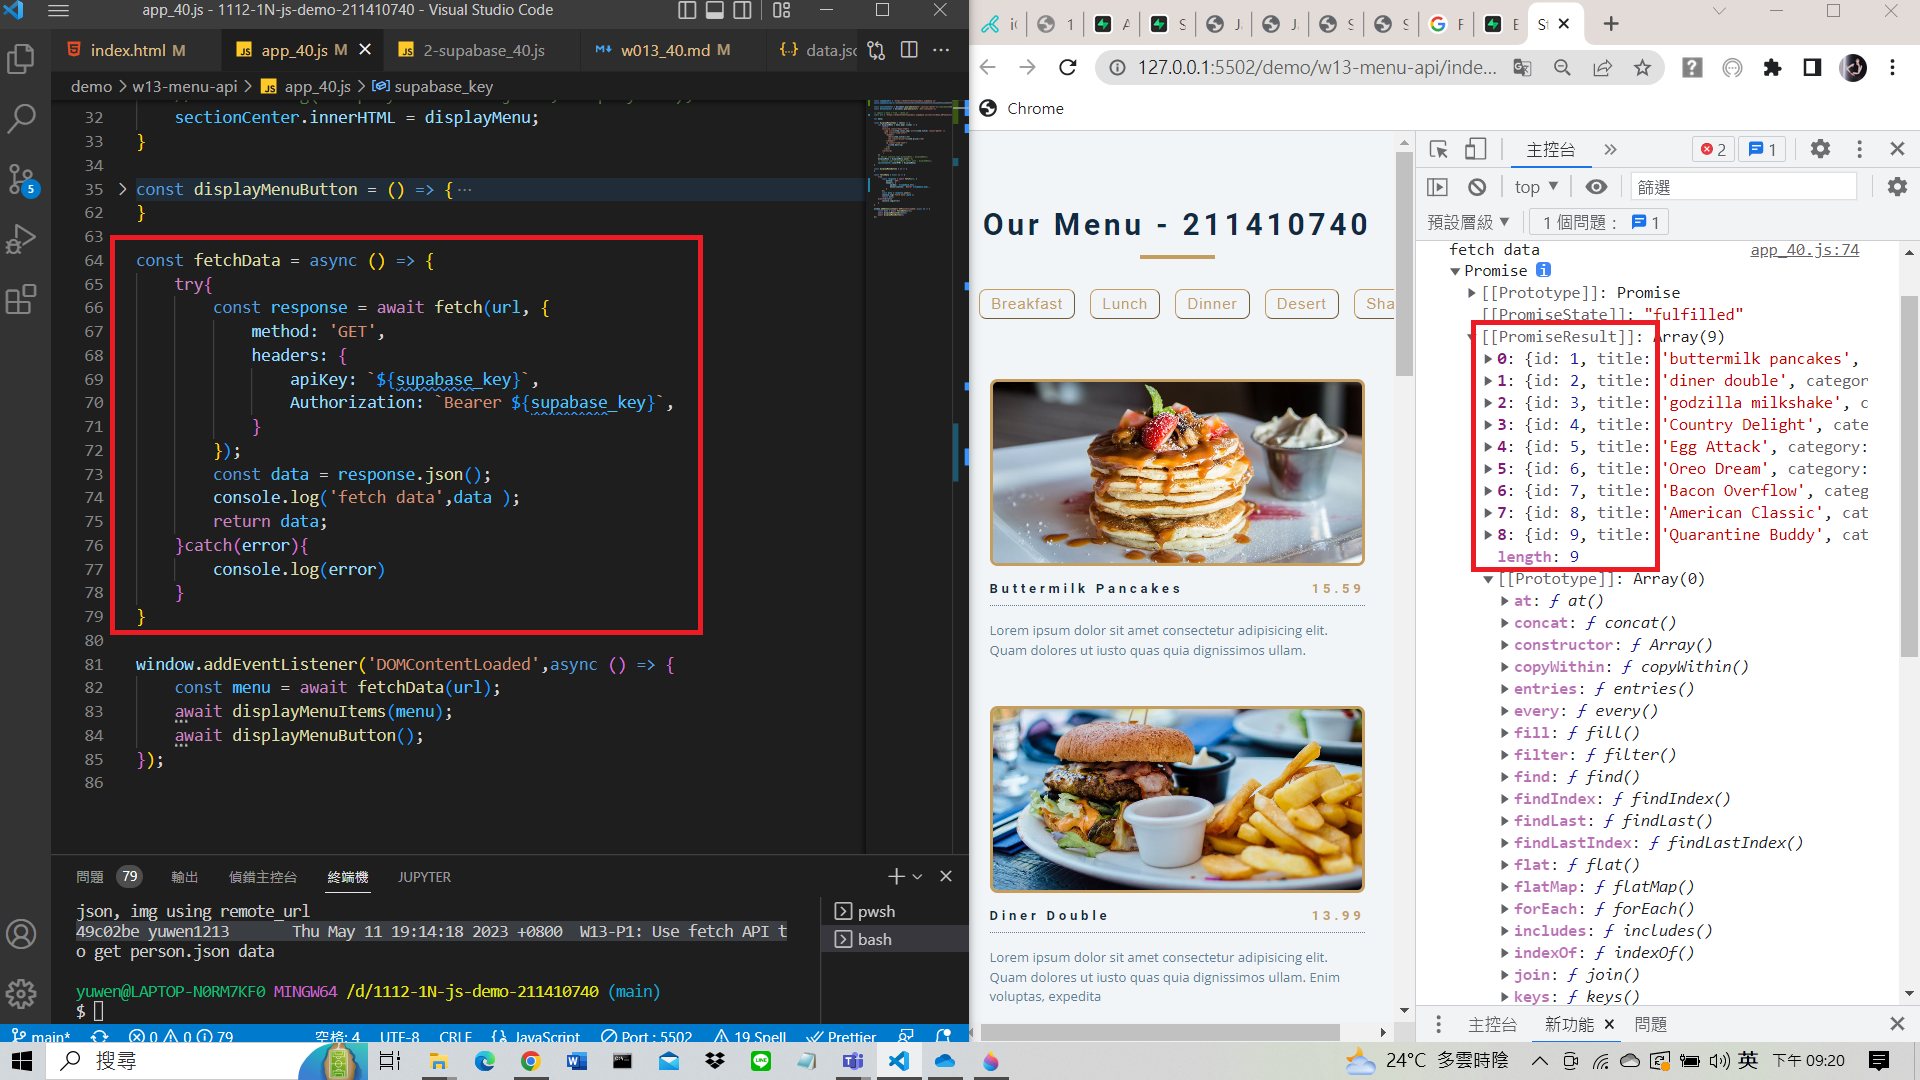 app_40.js - 1112-1N-js-demo-211410740 - Visual Studio Code
index.html M
app_40.js M
2-supabase_40.js
w013_40.md M
data.jsc
demo > w13-menu-api > app_40.js > supabase_key
32 sectionCenter.innerHTML = displayMenu;
33 }
34
35 const displayMenuButton = () => { ···
62 }
63
64 const fetchData = async () => {
65 try{
66 const response = await fetch(url, {
67 method: 'GET',
68 headers: {
69 apiKey: `${supabase_key}`,
70 Authorization: `Bearer ${supabase_key}`,
71 }
72 });
73 const data = response.json();
74 console.log('fetch data',data );
75 return data;
76 }catch(error){
77 console.log(error)
78 }
79 }
80
81 window.addEventListener('DOMContentLoaded',async () => {
82 const menu = await fetchData(url);
83 await displayMenuItems(menu);
84 await displayMenuButton();
85 });
86
問題 79 輸出 偵錯主控台 終端機 JUPYTER
json, img using remote_url
49c02be yuwen1213 Thu May 11 19:14:18 2023 +0800 W13-P1: Use fetch API t
o get person.json data
yuwen@LAPTOP-N0RM7KF0 MINGW64 /d/1112-1N-js-demo-211410740 (main)
$
pwsh
bash
main* 0 0 79 空格: 4 UTF-8 CRLF {} JavaScript Port : 5502 19 Spell Prettier
127.0.0.1:5502/demo/w13-menu-api/inde...
Chrome
Our Menu - 211410740
Breakfast Lunch Dinner Desert Sha
Buttermilk Pancakes 15.59
Lorem ipsum dolor sit amet consectetur adipisicing elit.
Quam dolores ut iusto quas quia dignissimos ullam.
Diner Double 13.99
Lorem ipsum dolor sit amet consectetur adipisicing elit.
Quam dolores ut iusto quas quia dignissimos ullam. Enim
voluptas, expedita
主控台 » 2 1
top 篩選
預設層級 1 個問題： 1
fetch data app_40.js:74
Promise
[[Prototype]]: Promise
[[PromiseState]]: "fulfilled"
[[PromiseResult]]: Array(9)
0: {id: 1, title: 'buttermilk pancakes',
1: {id: 2, title: 'diner double', categor
2: {id: 3, title: 'godzilla milkshake', c
3: {id: 4, title: 'Country Delight', cate
4: {id: 5, title: 'Egg Attack', category:
5: {id: 6, title: 'Oreo Dream', category:
6: {id: 7, title: 'Bacon Overflow', categ
7: {id: 8, title: 'American Classic', cat
8: {id: 9, title: 'Quarantine Buddy', cat
length: 9
[[Prototype]]: Array(0)
at: ƒ at()
concat: ƒ concat()
constructor: ƒ Array()
copyWithin: ƒ copyWithin()
entries: ƒ entries()
every: ƒ every()
fill: ƒ fill()
filter: ƒ filter()
find: ƒ find()
findIndex: ƒ findIndex()
findLast: ƒ findLast()
findLastIndex: ƒ findLastIndex()
flat: ƒ flat()
flatMap: ƒ flatMap()
forEach: ƒ forEach()
includes: ƒ includes()
indexOf: ƒ indexOf()
join: ƒ join()
keys: ƒ keys()
主控台 新功能 問題
搜尋
24°C 多雲時陰 英 下午 09:20